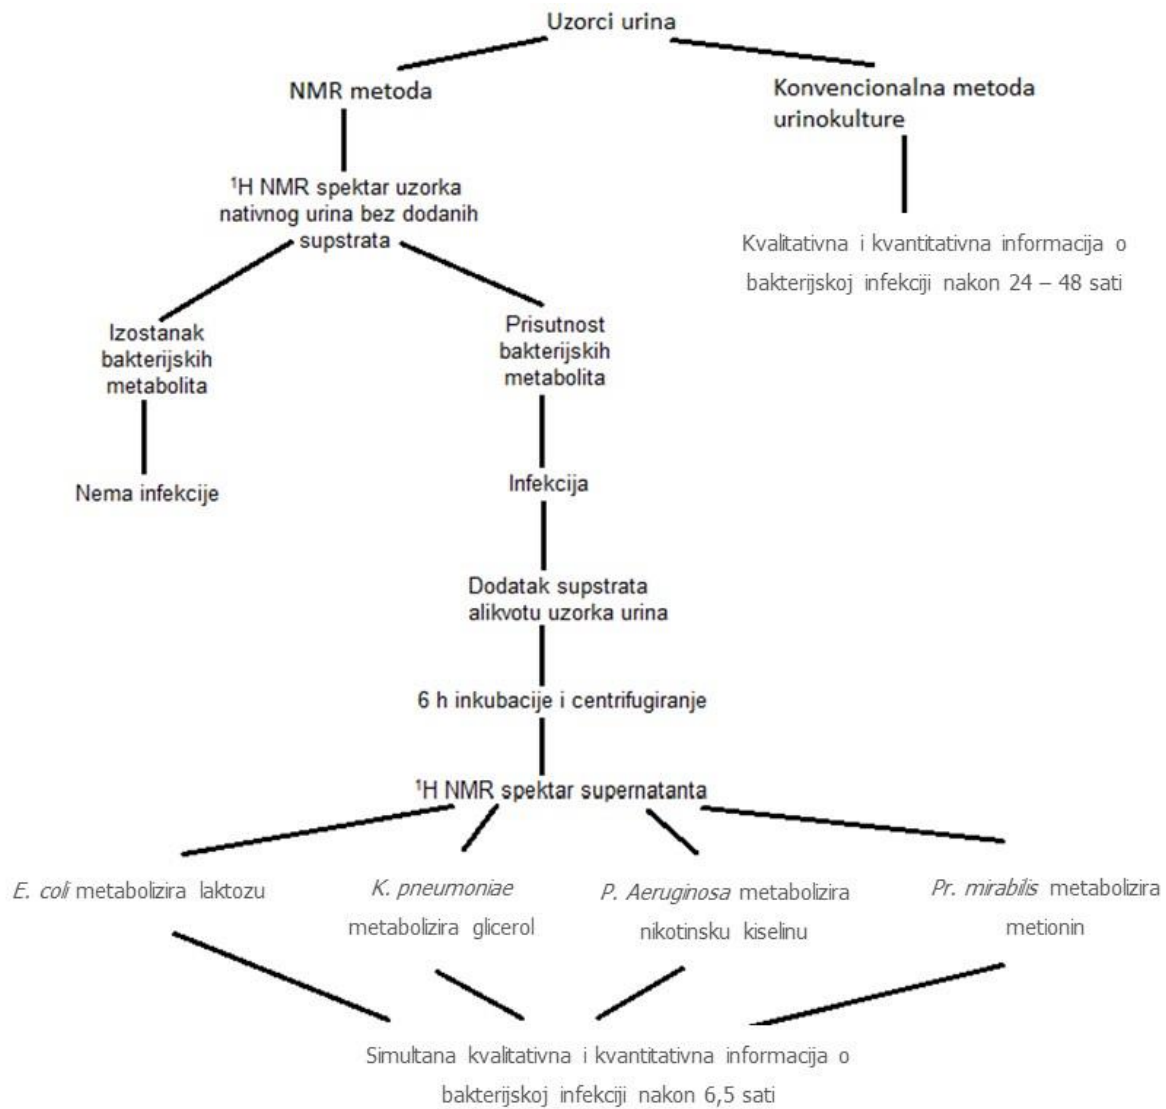 Uzorci urina
NMR metoda
Konvencionalna metoda
urinokulture
¹H NMR spektar uzorka
nativnog urina bez dodanih
supstrata
Kvalitativna i kvantitativna informacija o
bakterijskoj infekciji nakon 24 – 48 sati
Izostanak
bakterijskih
metabolita
Prisutnost
bakterijskih
metabolita
Nema infekcije
Infekcija
Dodatak supstrata
alikvotu uzorka urina
6 h inkubacije i centrifugiranje
¹H NMR spektar supernatanta
E. coli metabolizira laktozu
K. pneumoniae
metabolizira glicerol
P. Aeruginosa metabolizira
nikotinsku kiselinu
Pr. mirabilis metabolizira
metionin
Simultana kvalitativna i kvantitativna informacija o
bakterijskoj infekciji nakon 6,5 sati